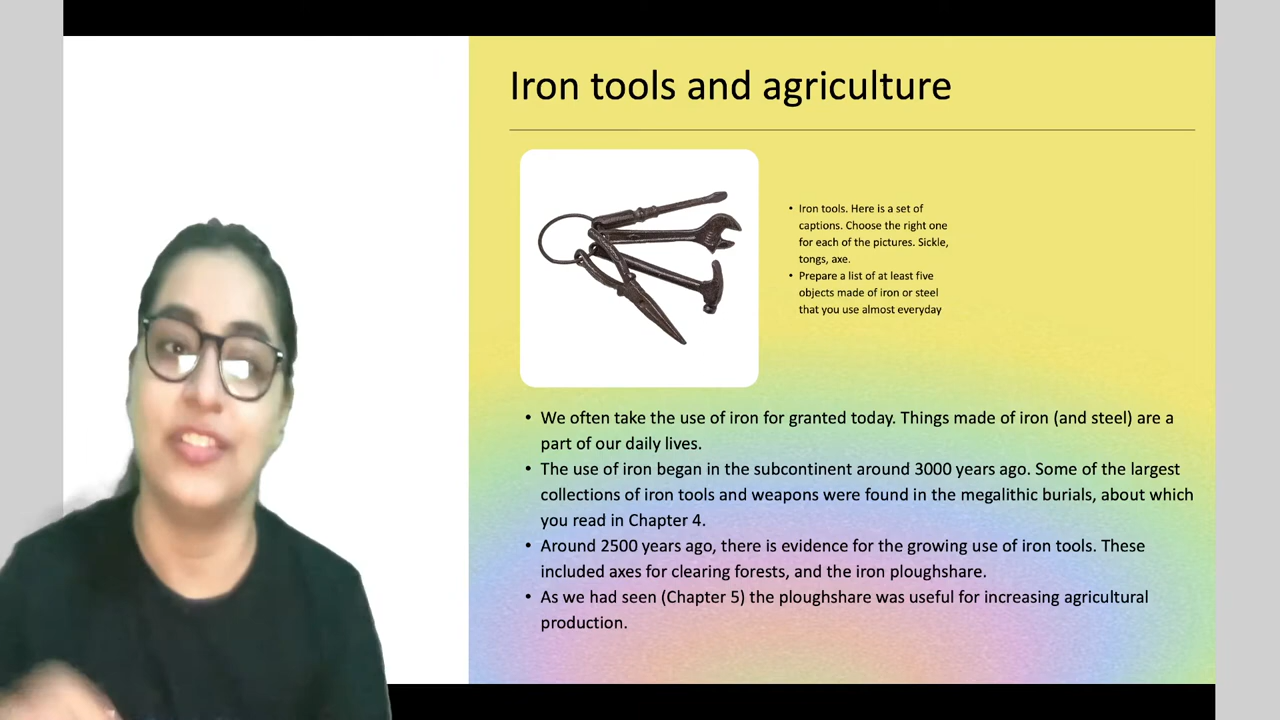 Iron tools and agriculture
• Iron tools. Here is a set of
captions. Choose the right one
for each of the pictures. Sickle,
tongs, axe.
• Prepare a list of at least five
objects made of iron or steel
that you use almost everyday
• We often take the use of iron for granted today. Things made of iron (and steel) are a
part of our daily lives.
• The use of iron began in the subcontinent around 3000 years ago. Some of the largest
collections of iron tools and weapons were found in the megalithic burials, about which
you read in Chapter 4.
• Around 2500 years ago, there is evidence for the growing use of iron tools. These
included axes for clearing forests, and the iron ploughshare.
• As we had seen (Chapter 5) the ploughshare was useful for increasing agricultural
production.